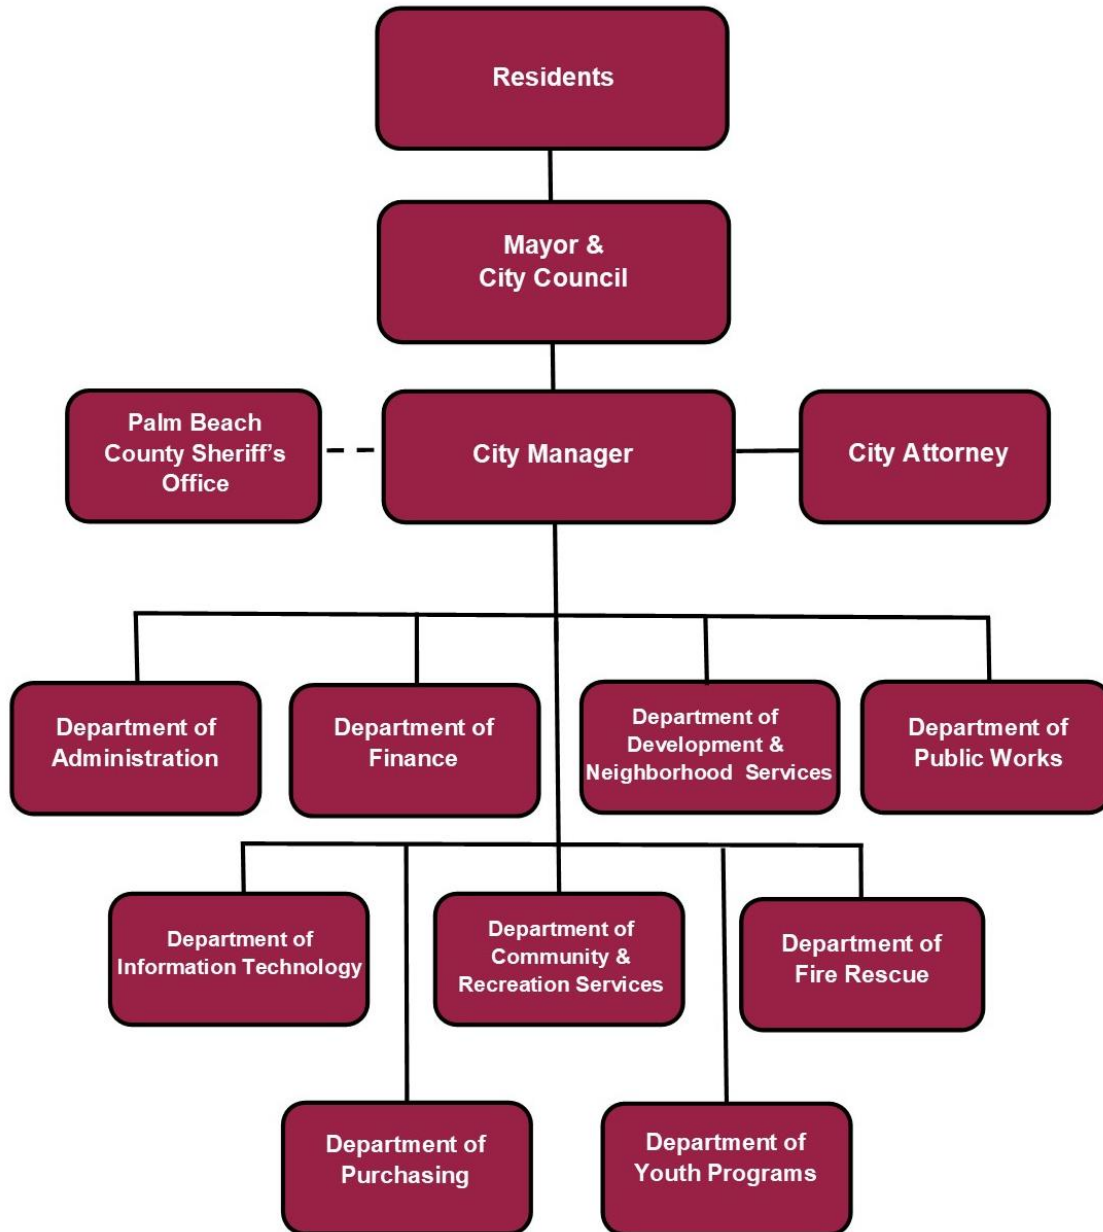 Residents
Mayor &
City Council
Palm Beach
County Sheriff's
Office
City Manager
City Attorney
Department of
Administration
Department of
Finance
Department of
Development &
Neighborhood Services
Department of
Public Works
Department of
Information Technology
Department of
Community &
Recreation Services
Department of
Fire Rescue
Department of
Purchasing
Department of
Youth Programs